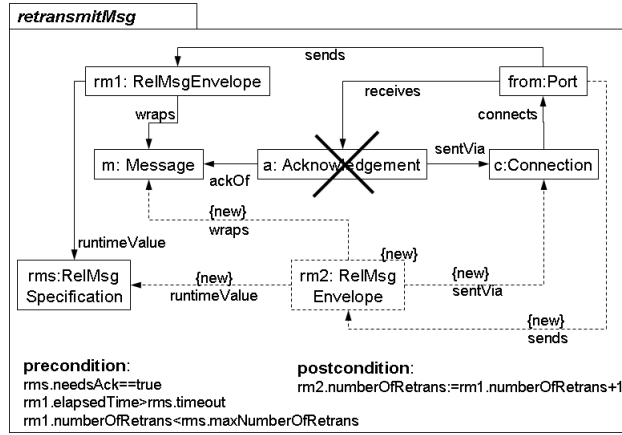 retransmitMsg
sends
rm1: RelMsgEnvelope
from:Port
receives
wraps
connects
m: Message
a: Acknowledgement
sentVia
c:Connection
ackOf
{new}
wraps
runtimeValue
{new}
rms:RelMsg
Specification
{new}
runtimeValue
rm2: RelMsg
Envelope
{new}
sentVia
{new}
sends
precondition:
rms.needsAck==true
rm1.elapsedTime>rms.timeout
rm1.numberOfRetrans<rms.maxNumberOfRetrans
postcondition:
rm2.numberOfRetrans:=rm1.numberOfRetrans+1